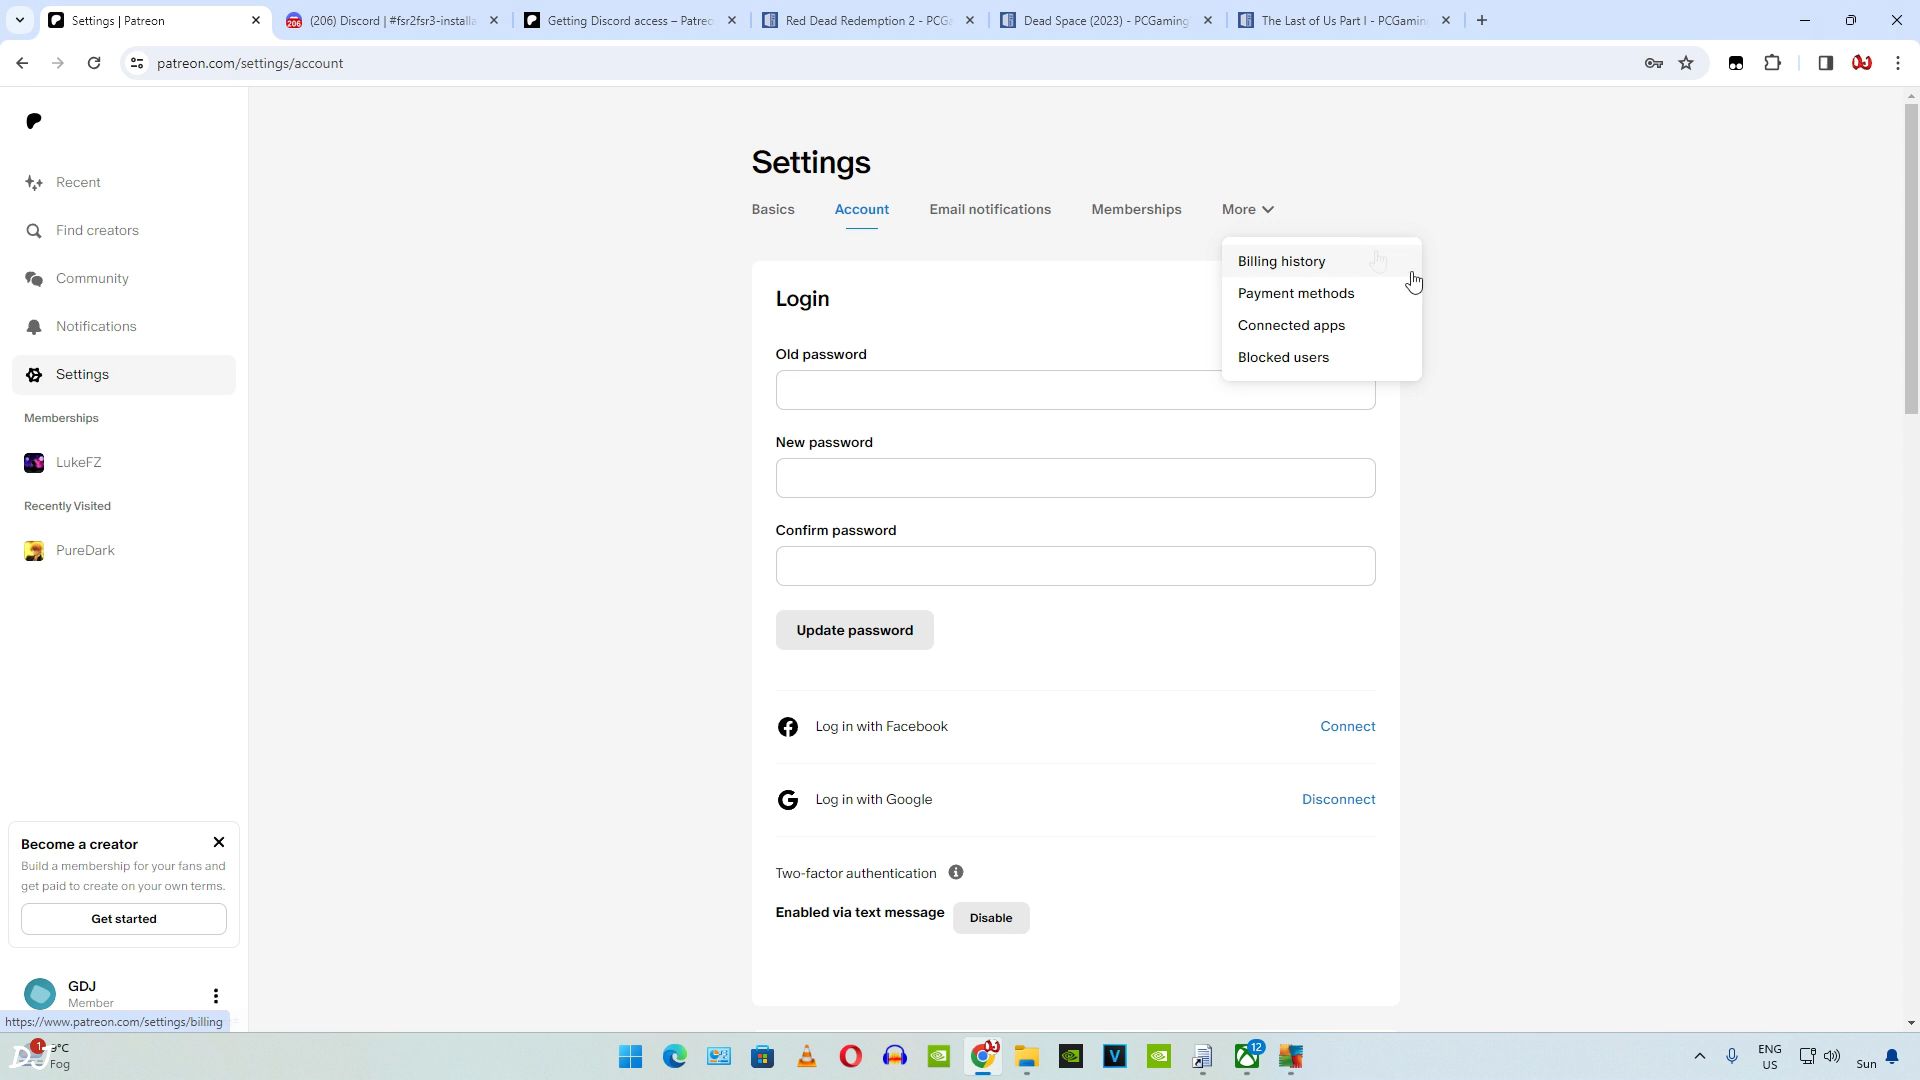 Settings | Patreon
(206) Discord | #fsr2fsr3-installa
Getting Discord access – Patreo
Red Dead Redemption 2 - PCGa
Dead Space (2023) - PCGaming
The Last of Us Part I - PCGamin
patreon.com/settings/account
Recent
Find creators
Community
Notifications
Settings
Memberships
LukeFZ
Recently Visited
PureDark
Become a creator
Build a membership for your fans and
get paid to create on your own terms.
Get started
GDJ
Member
https://www.patreon.com/settings/billing
Settings
Basics
Account
Email notifications
Memberships
More
Billing history
Payment methods
Connected apps
Blocked users
Login
Old password
New password
Confirm password
Update password
Log in with Facebook
Connect
Log in with Google
Disconnect
Two-factor authentication
Enabled via text message
Disable
1
°C
Fog
12
ENG
US
Sun